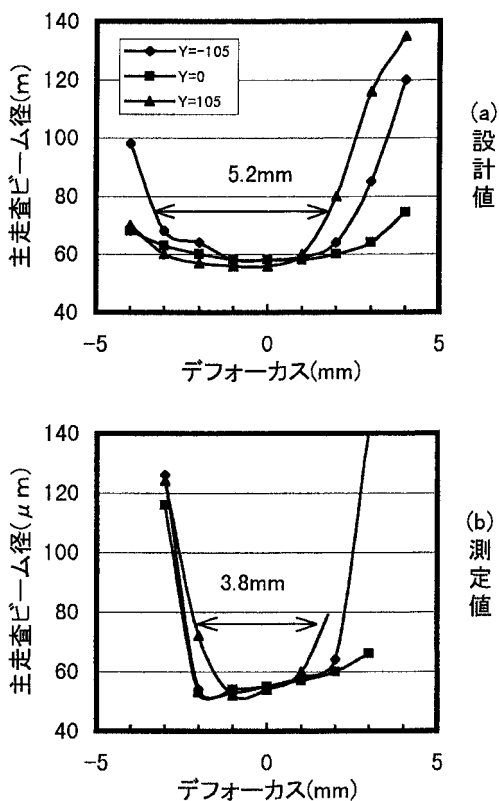 140
120
100
80
60
40
主走査ビーム径(m)
Y=-105
Y=0
Y=105
5.2mm
-5
0
5
デフォーカス(mm)
(a)設計値
140
120
100
80
60
40
主走査ビーム径(μm)
3.8mm
-5
0
5
デフォーカス(mm)
(b)測定値